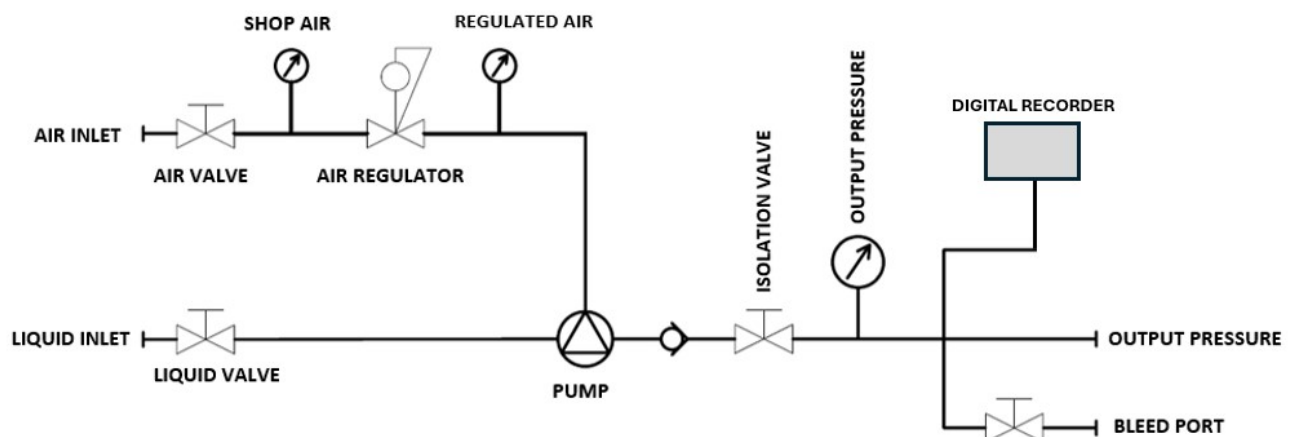 SHOP AIR
REGULATED AIR
AIR INLET
AIR VALVE
AIR REGULATOR
ISOLATION VALVE
OUTPUT PRESSURE
DIGITAL RECORDER
LIQUID INLET
LIQUID VALVE
PUMP
OUTPUT PRESSURE
BLEED PORT